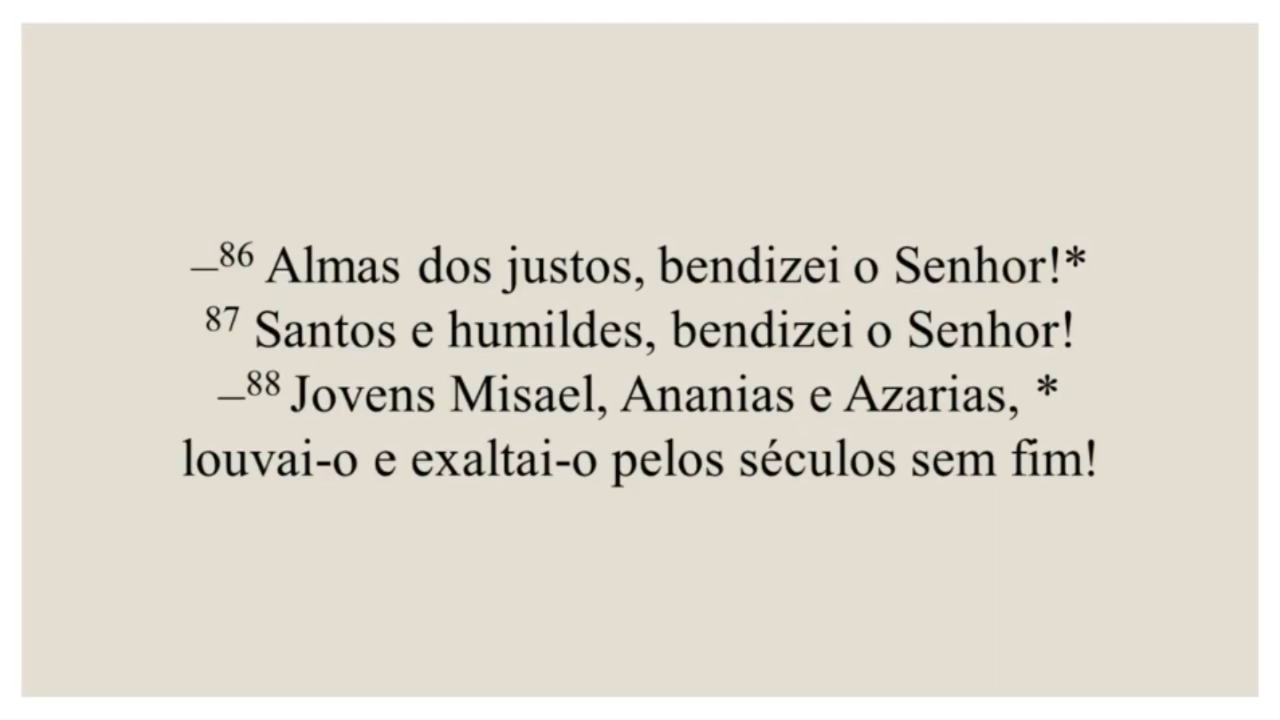 –86 Almas dos justos, bendizei o Senhor!*
87 Santos e humildes, bendizei o Senhor!
–88 Jovens Misael, Ananias e Azarias, *
louvai-o e exaltai-o pelos séculos sem fim!